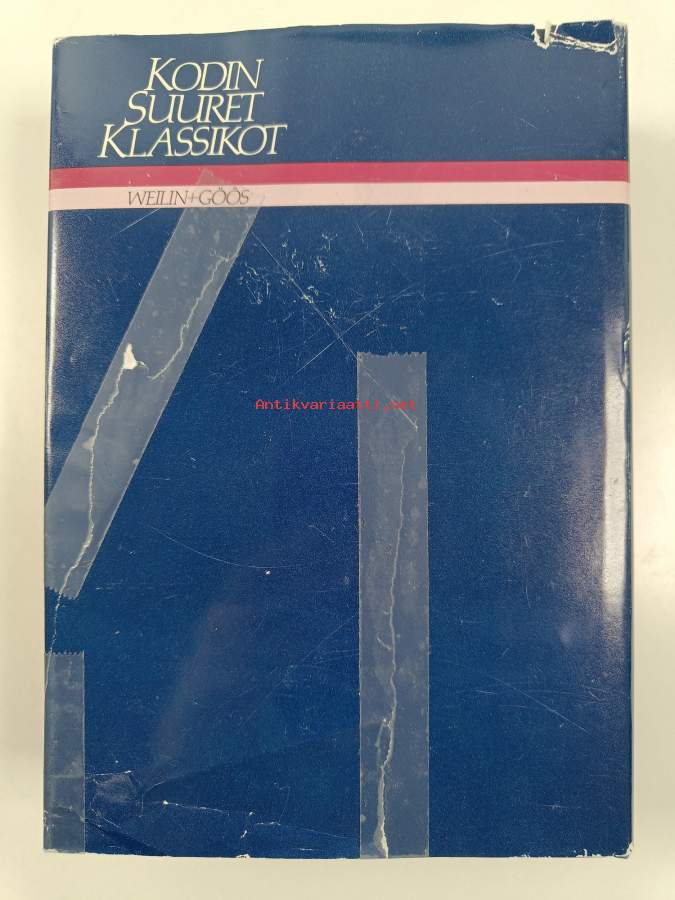 KODIN
SUURET
KLASSIKOT
WEILIN+GÖÖS
Antikvariaatti.net